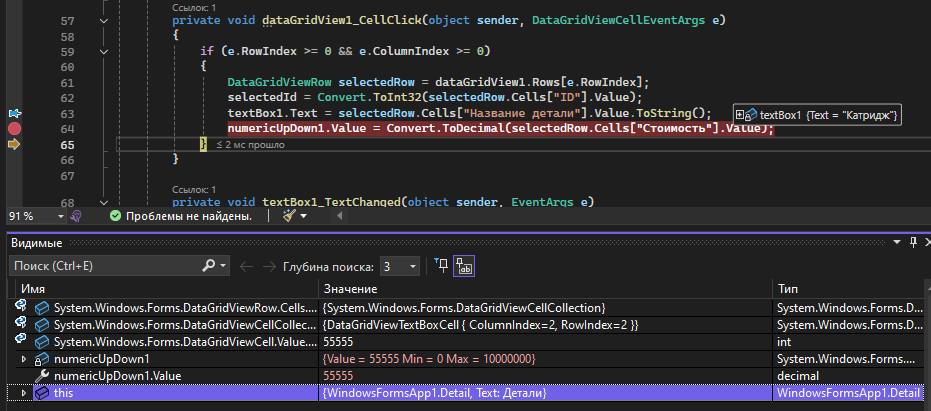 Ссылок: 1
57 private void dataGridView1_CellClick(object sender, DataGridViewCellEventArgs e)
58 {
59 if (e.RowIndex >= 0 && e.ColumnIndex >= 0)
60 {
61 DataGridViewRow selectedRow = dataGridView1.Rows[e.RowIndex];
62 selectedId = Convert.ToInt32(selectedRow.Cells["ID"].Value);
63 textBox1.Text = selectedRow.Cells["Название детали"].Value.ToString();
textBox1 {Text = "Катридж"}
64 numericUpDown1.Value = Convert.ToDecimal(selectedRow.Cells["Стоимость"].Value);
65 } ≤ 2 мс прошло
66 }
67
Ссылок: 1
68 private void textBox1_TextChanged(object sender, EventArgs e)
91 % Проблемы не найдены.
Видимые
Поиск (Ctrl+E) Глубина поиска: 3
Имя Значение Тип
System.Windows.Forms.DataGridViewRow.Cells.... {System.Windows.Forms.DataGridViewCellCollection} System.Windows.Forms.D...
System.Windows.Forms.DataGridViewCellCollec... {DataGridViewTextBoxCell { ColumnIndex=2, RowIndex=2 }} System.Windows.Forms.D...
System.Windows.Forms.DataGridViewCell.Value.... 55555 int
numericUpDown1 {Value = 55555 Min = 0 Max = 10000000} System.Windows.Forms....
numericUpDown1.Value 55555 decimal
this {WindowsFormsApp1.Detail, Text: Детали} WindowsFormsApp1.Detail